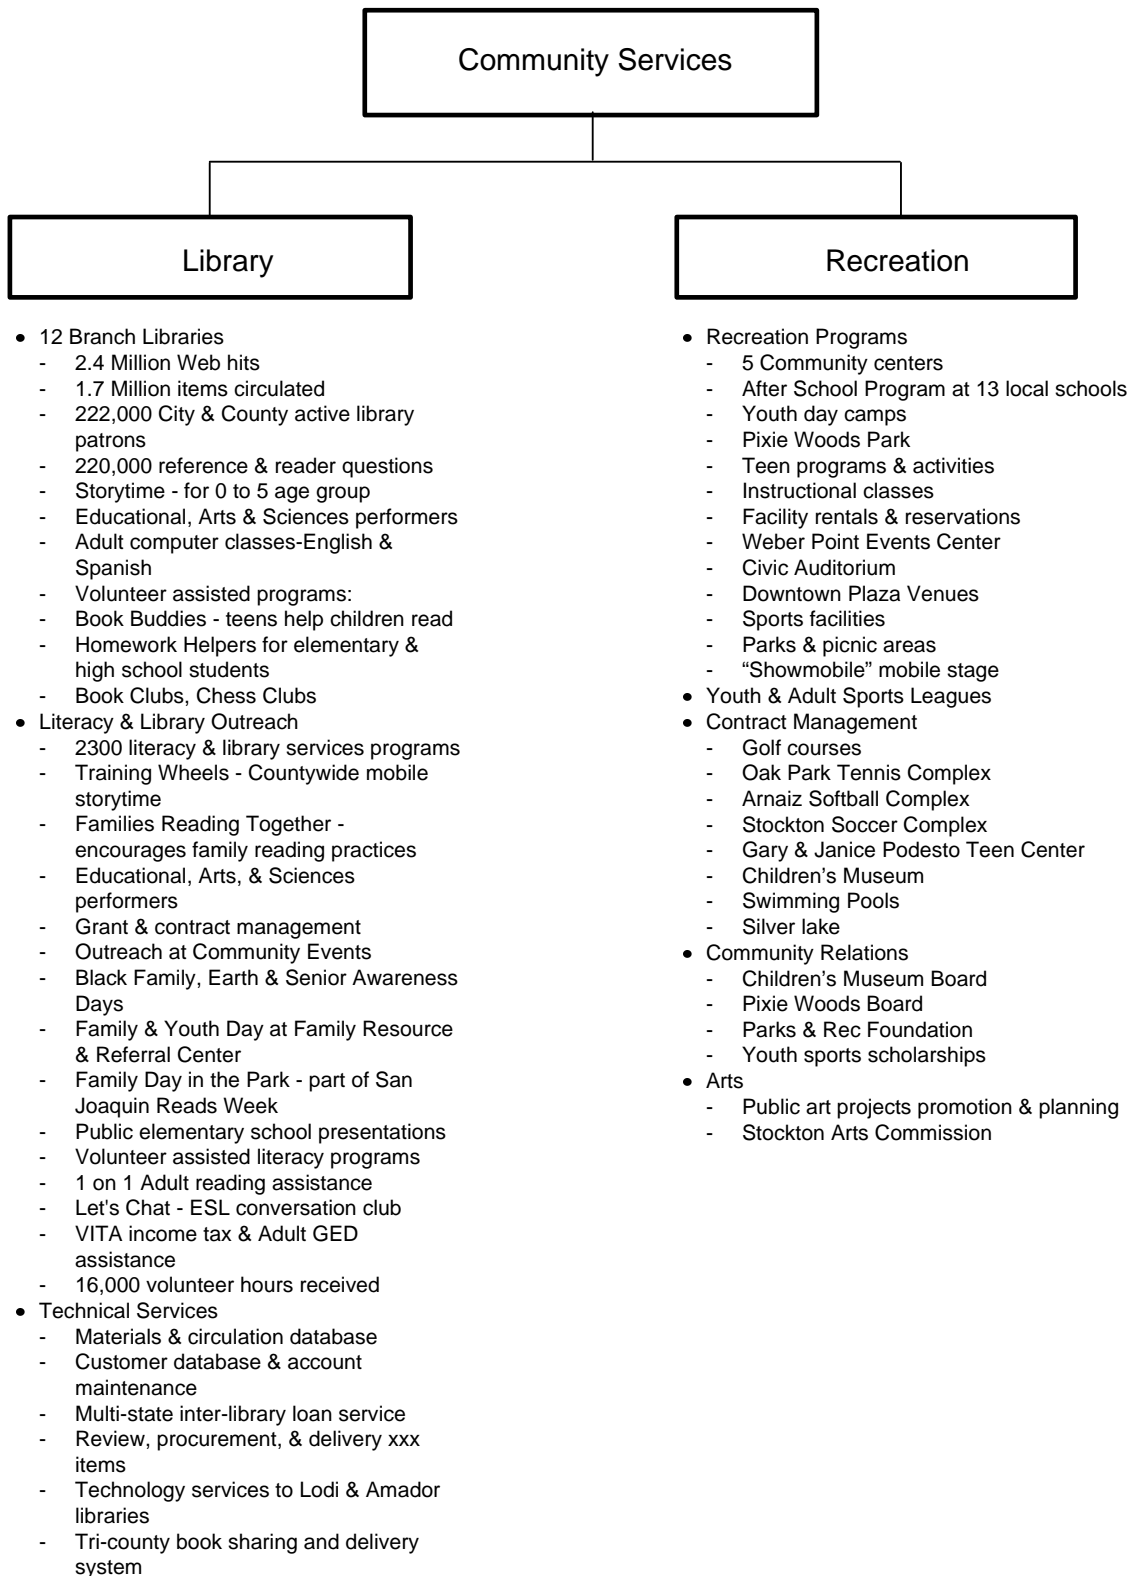 Community Services
Library
• 12 Branch Libraries
- 2.4 Million Web hits
- 1.7 Million items circulated
- 222,000 City & County active library
patrons
- 220,000 reference & reader questions
- Storytime - for 0 to 5 age group
- Educational, Arts & Sciences performers
- Adult computer classes-English &
Spanish
- Volunteer assisted programs:
- Book Buddies - teens help children read
- Homework Helpers for elementary &
high school students
- Book Clubs, Chess Clubs
• Literacy & Library Outreach
- 2300 literacy & library services programs
- Training Wheels - Countywide mobile
storytime
- Families Reading Together -
encourages family reading practices
- Educational, Arts, & Sciences
performers
- Grant & contract management
- Outreach at Community Events
- Black Family, Earth & Senior Awareness
Days
- Family & Youth Day at Family Resource
& Referral Center
- Family Day in the Park - part of San
Joaquin Reads Week
- Public elementary school presentations
- Volunteer assisted literacy programs
- 1 on 1 Adult reading assistance
- Let's Chat - ESL conversation club
- VITA income tax & Adult GED
assistance
- 16,000 volunteer hours received
• Technical Services
- Materials & circulation database
- Customer database & account
maintenance
- Multi-state inter-library loan service
- Review, procurement, & delivery xxx
items
- Technology services to Lodi & Amador
libraries
- Tri-county book sharing and delivery
system
Recreation
• Recreation Programs
- 5 Community centers
- After School Program at 13 local schools
- Youth day camps
- Pixie Woods Park
- Teen programs & activities
- Instructional classes
- Facility rentals & reservations
- Weber Point Events Center
- Civic Auditorium
- Downtown Plaza Venues
- Sports facilities
- Parks & picnic areas
- “Showmobile” mobile stage
• Youth & Adult Sports Leagues
• Contract Management
- Golf courses
- Oak Park Tennis Complex
- Arnaiz Softball Complex
- Stockton Soccer Complex
- Gary & Janice Podesto Teen Center
- Children’s Museum
- Swimming Pools
- Silver lake
• Community Relations
- Children’s Museum Board
- Pixie Woods Board
- Parks & Rec Foundation
- Youth sports scholarships
• Arts
- Public art projects promotion & planning
- Stockton Arts Commission